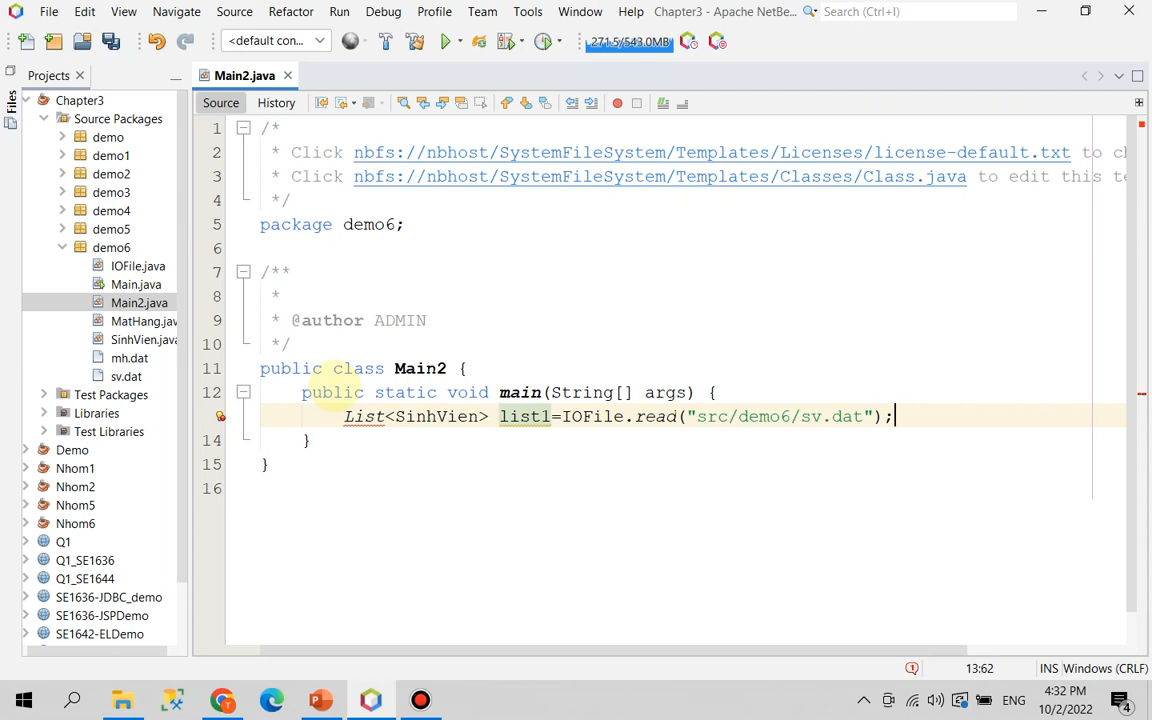 File Edit View Navigate Source Refactor Run Debug Profile Team Tools Window Help Chapter3 - Apache NetBe... Search (Ctrl+I)
<default con... 271.5/543.0MB
Projects
Main2.java
Files
Source History
Chapter3
Source Packages
demo
demo1
demo2
demo3
demo4
demo5
demo6
IOFile.java
Main.java
Main2.java
MatHang.jav
SinhVien.java
mh.dat
sv.dat
Test Packages
Libraries
Test Libraries
Demo
Nhom1
Nhom2
Nhom5
Nhom6
Q1
Q1_SE1636
Q1_SE1644
SE1636-JDBC_demo
SE1636-JSPDemo
SE1642-ELDemo
1 /*
2 * Click nbfs://nbhost/SystemFileSystem/Templates/Licenses/license-default.txt to ch
3 * Click nbfs://nbhost/SystemFileSystem/Templates/Classes/Class.java to edit this te
4 */
5 package demo6;
6
7 /**
8 *
9 * @author ADMIN
10 */
11 public class Main2 {
12 public static void main(String[] args) {
List<SinhVien> list1=IOFile.read("src/demo6/sv.dat");
14 }
15 }
16
13:62 INS Windows (CRLF)
ENG 4:32 PM
10/2/2022 4